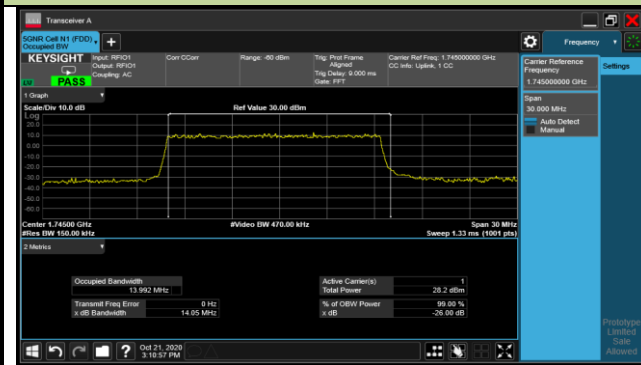 Transceiver A
5GNR Cell N1 (FDD)
Occupied BW
KEYSIGHT
PASS
Input: RFIO1
Output: RFIO1
Coupling: AC
Corr CCorr
Range: -60 dBm
Trig: Prot Frame
Aligned
Trig Delay: 9.000 ms
Gate: FFT
Carrier Ref Freq: 1.745000000 GHz
CC Info: Uplink, 1 CC
Frequency
Carrier Reference
Frequency
1.745000000 GHz
Span
30.000 MHz
Auto Detect
Manual
Settings
1 Graph
Scale/Div 10.0 dB
Ref Value 30.00 dBm
Log
20.0
10.0
0.00
-10.0
-20.0
-30.0
-40.0
-50.0
-60.0
Center 1.74500 GHz
#Video BW 470.00 kHz
Span 30 MHz
#Res BW 150.00 kHz
Sweep 1.33 ms (1001 pts)
2 Metrics
Occupied Bandwidth
13.992 MHz
Transmit Freq Error
0 Hz
x dB Bandwidth
14.05 MHz
Active Carrier(s)
1
Total Power
28.2 dBm
% of OBW Power
99.00 %
x dB
-26.00 dB
Oct 21, 2020
3:10:57 PM
Prototype
Limited
Sale
Allowed